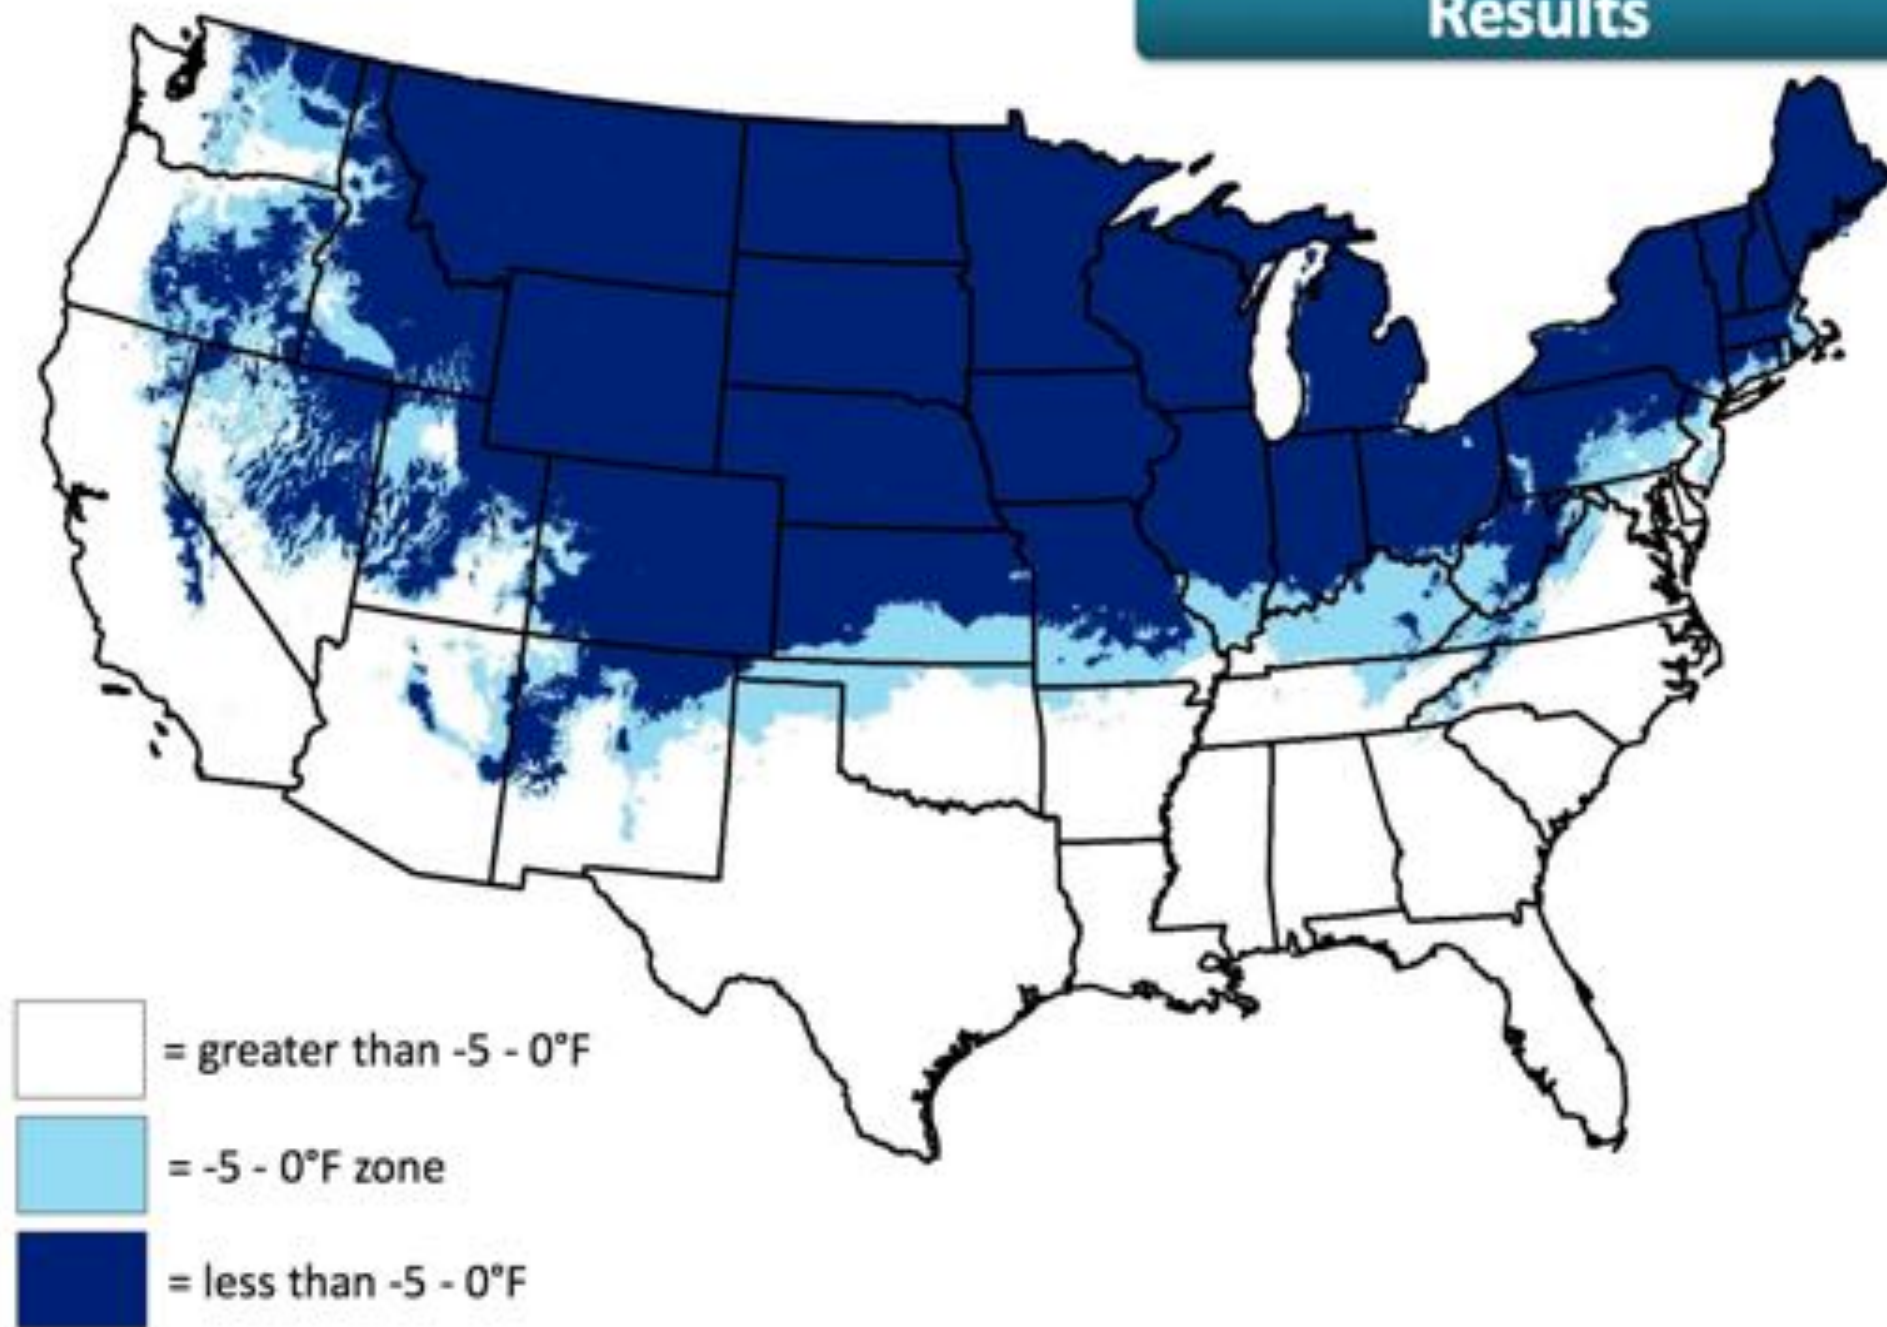 Results
= greater than -5 - 0°F
= -5 - 0°F zone
= less than -5 - 0°F